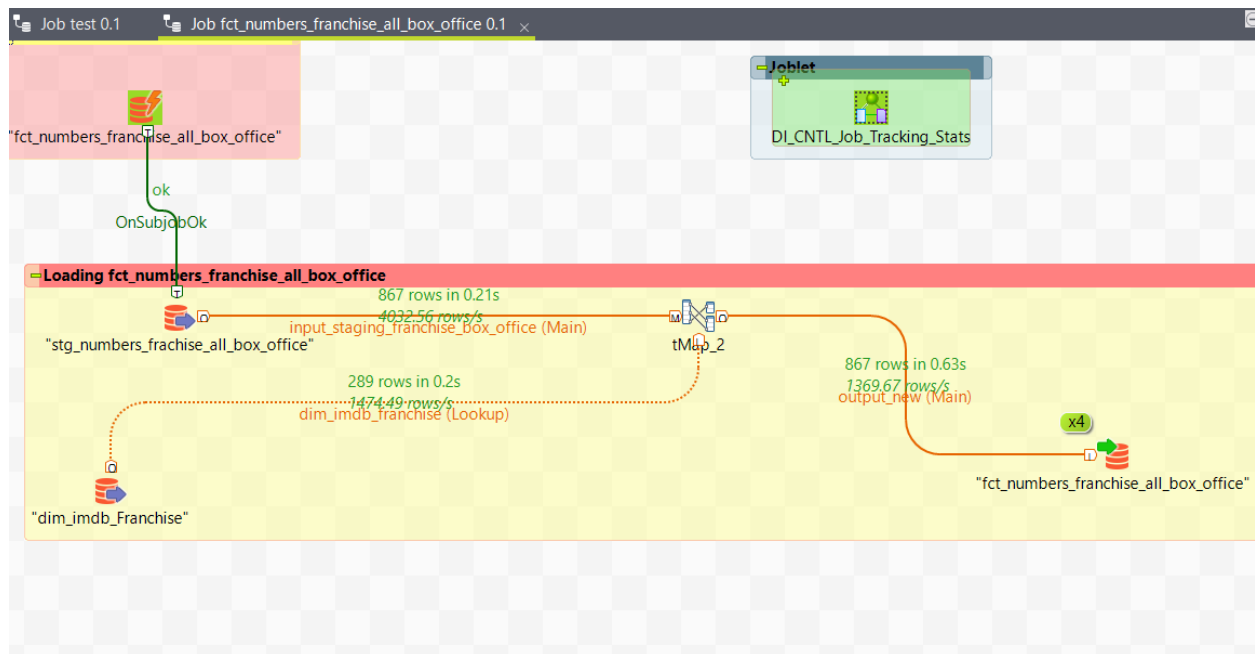 Job test 0.1
Job fct_numbers_franchise_all_box_office 0.1
Joblet
"fct_numbers_franchise_all_box_office"
DI_CNTL_Job_Tracking_Stats
ok
OnSubjobOk
Loading fct_numbers_franchise_all_box_office
867 rows in 0.21s
4032.56 rows/s
input_staging_franchise_box_office (Main)
"stg_numbers_frachise_all_box_office"
tMap_2
289 rows in 0.2s
1474.49 rows/s
dim_imdb_franchise (Lookup)
867 rows in 0.63s
1369.67 rows/s
output_new (Main)
x4
"fct_numbers_franchise_all_box_office"
"dim_imdb_Franchise"